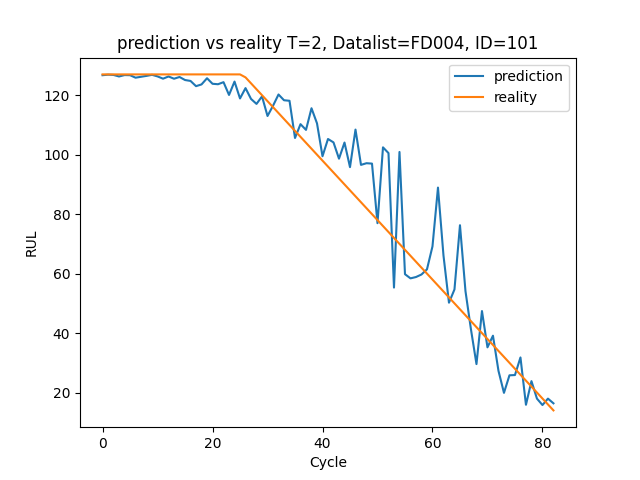 prediction vs reality T=2, Datalist=FD004, ID=101
prediction
reality
120
100
80
60
40
20
RUL
0 20 40 60 80
Cycle